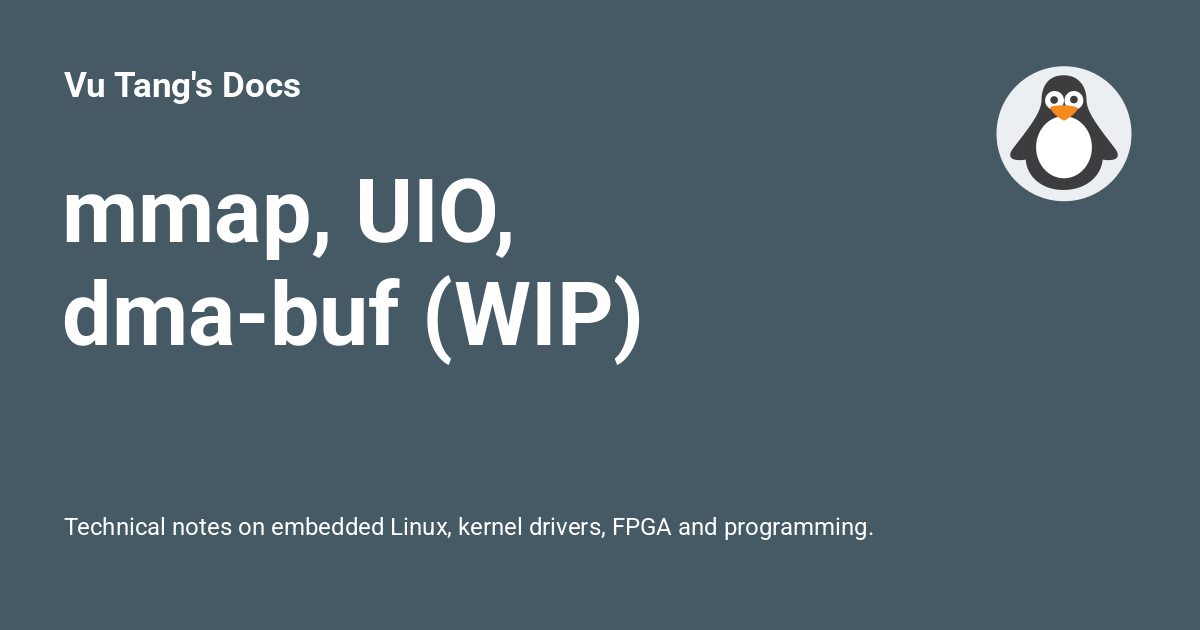 Vu Tang's Docs
mmap, UIO,
dma-buf (WIP)
Technical notes on embedded Linux, kernel drivers, FPGA and programming.